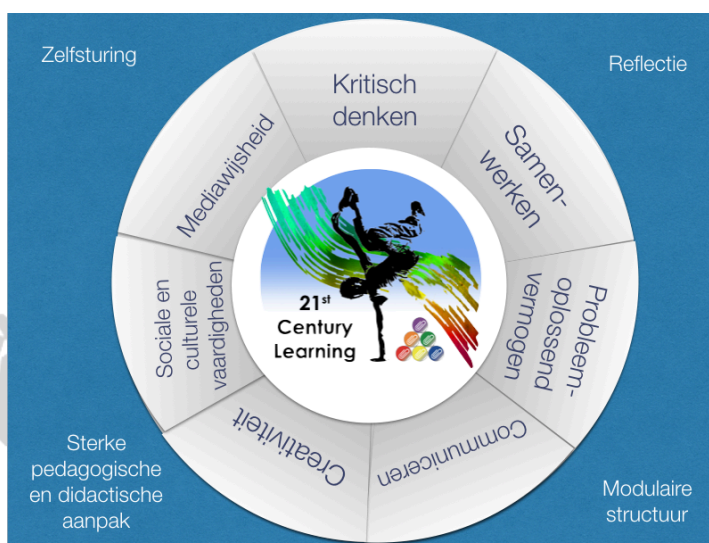 Zelfsturing
Reflectie
Kritisch
denken
Samen-
werken
Probleem-
oplossend
vermogen
Communiceren
Creativiteit
Sociale en
culturele
vaardigheden
Mediawijsheid
21st
Century
Learning
Sterke
pedagogische
en didactische
aanpak
Modulaire
structuur